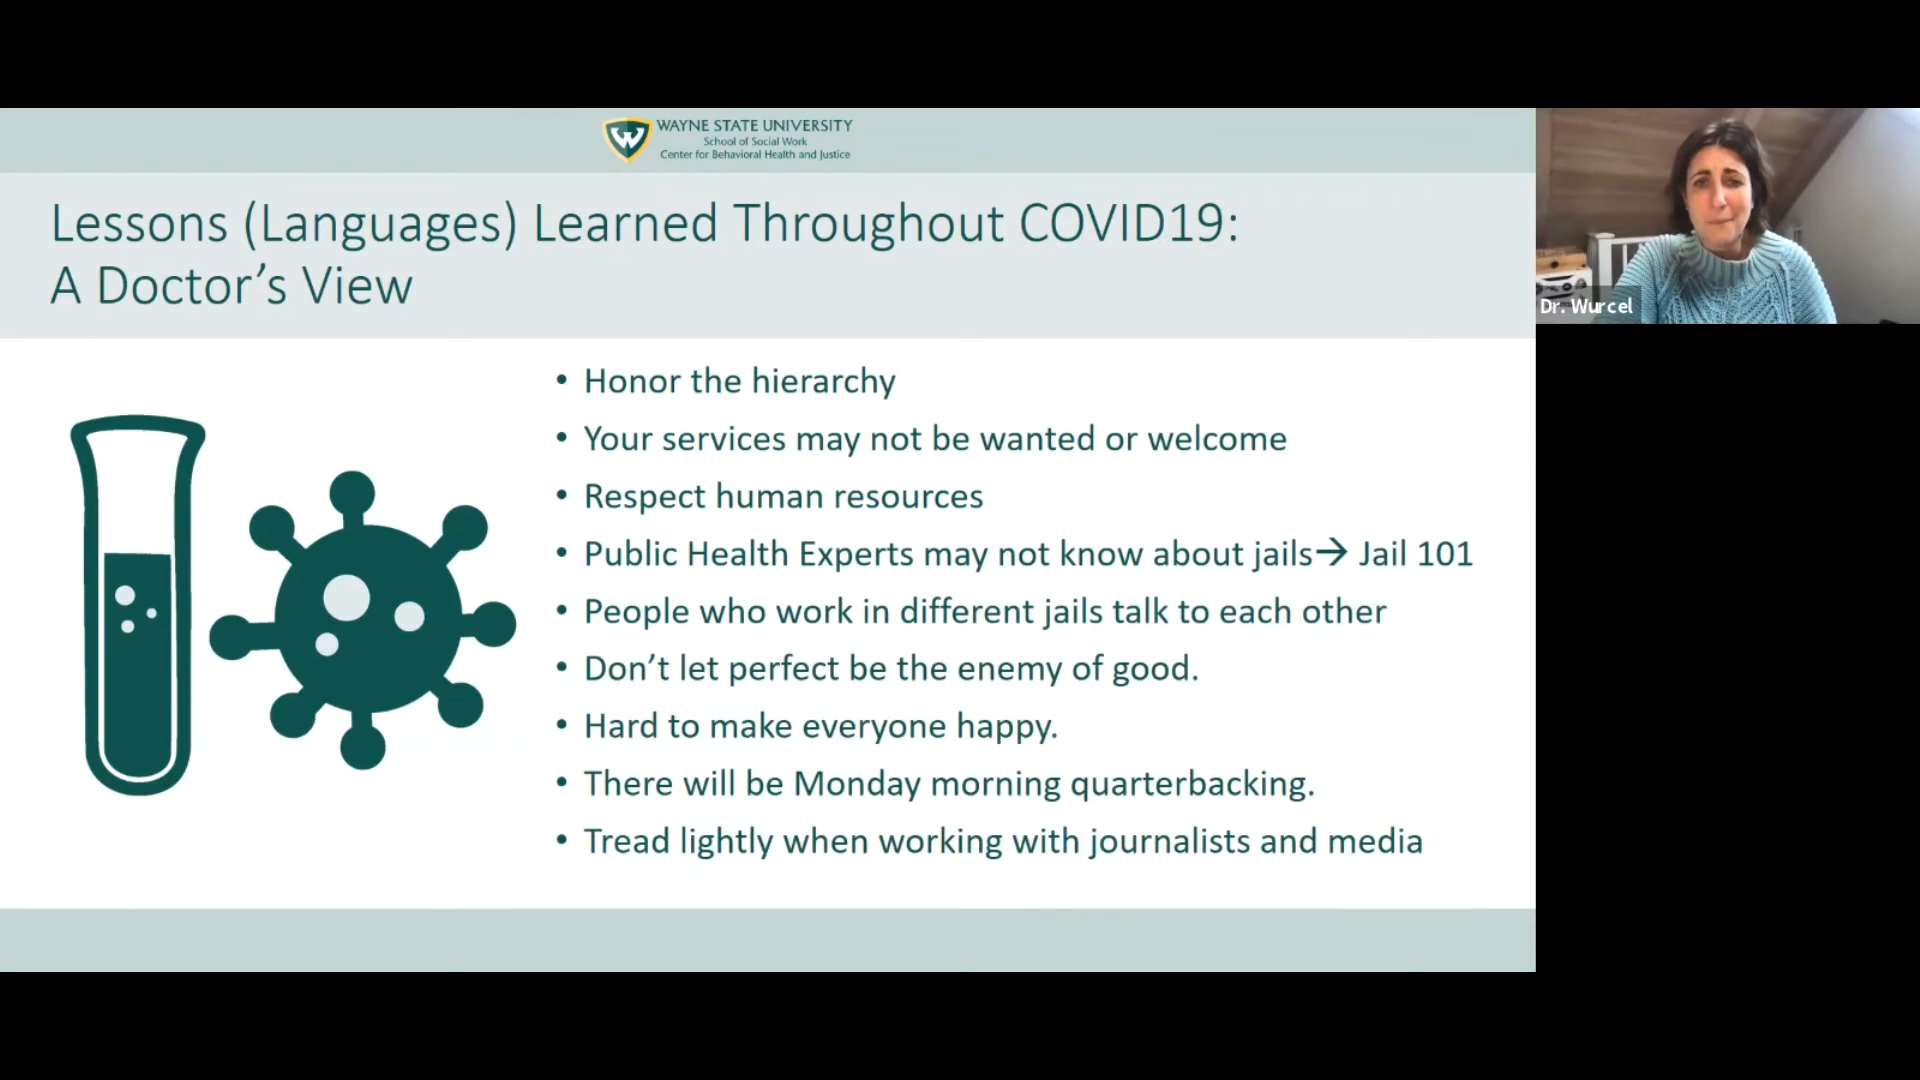 WAYNE STATE UNIVERSITY
School of Social Work
Center for Behavioral Health and Justice
Lessons (Languages) Learned Throughout COVID19:
A Doctor’s View
• Honor the hierarchy
• Your services may not be wanted or welcome
• Respect human resources
• Public Health Experts may not know about jails→ Jail 101
• People who work in different jails talk to each other
• Don’t let perfect be the enemy of good.
• Hard to make everyone happy.
• There will be Monday morning quarterbacking.
• Tread lightly when working with journalists and media
Dr. Wurcel